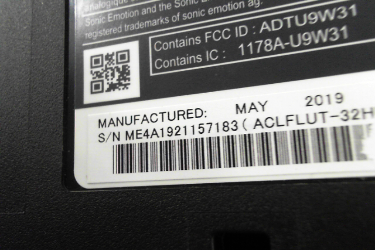 Sonic Emotion and the Sonic Emo
registered trademarks of sonic emotion ag.
Contains FCC ID : ADTU9W31
Contains IC : 1178A-U9W31
MANUFACTURED: MAY 2019
S/N ME4A1921157183 ( ACLFLUT-32H